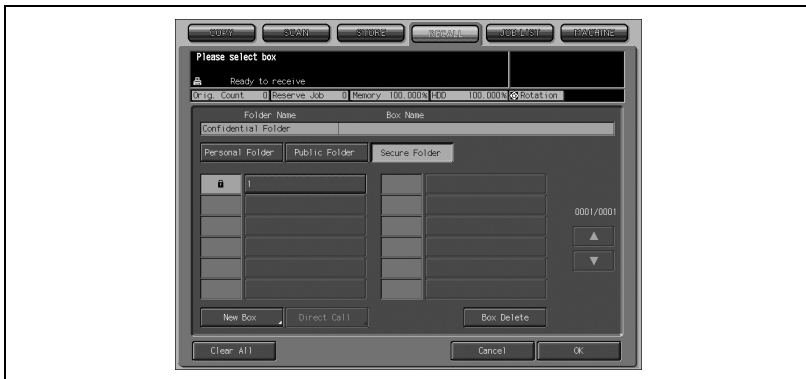 COPY SCAN STORE RECALL JOB LIST MACHINE
Please select box
Ready to receive
Orig. Count 0 Reserve Job 0 Memory 100.000% HDD 100.000% Rotation
Folder Name Box Name
Confidential Folder
Personal Folder Public Folder Secure Folder
1
0001/0001
New Box Direct Call Box Delete
Clear All Cancel OK